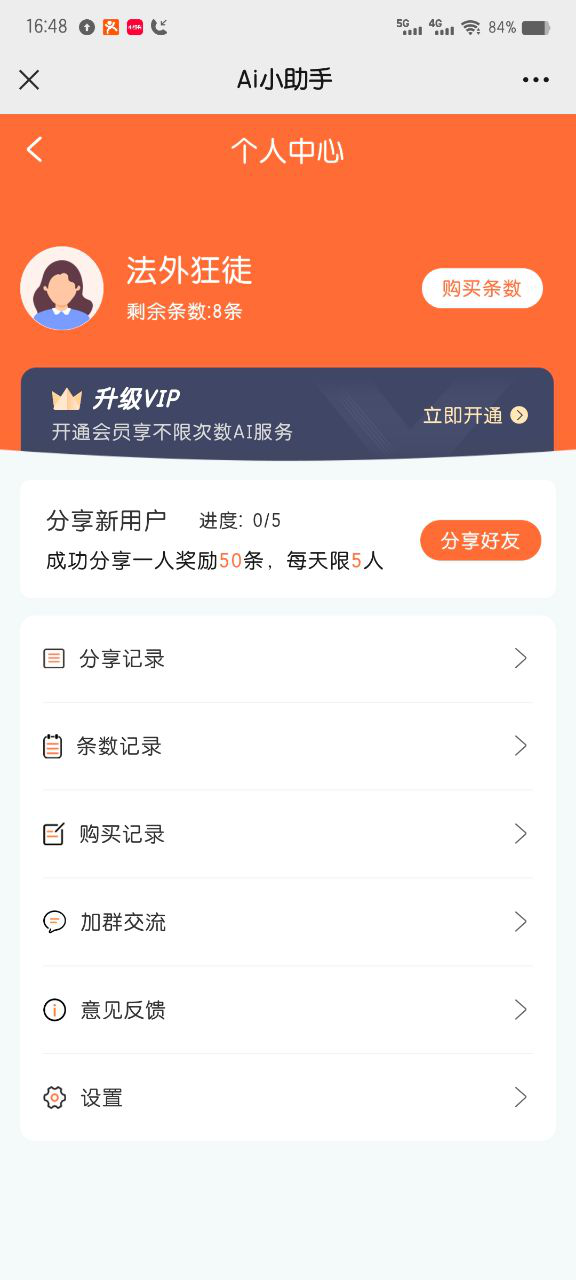 16:48
5G 4G 84%
Ai小助手
个人中心
法外狂徒
剩余条数:8条
购买条数
升级VIP
开通会员享不限次数AI服务
立即开通
分享新用户 进度: 0/5
成功分享一人奖励50条，每天限5人
分享好友
分享记录
条数记录
购买记录
加群交流
意见反馈
设置